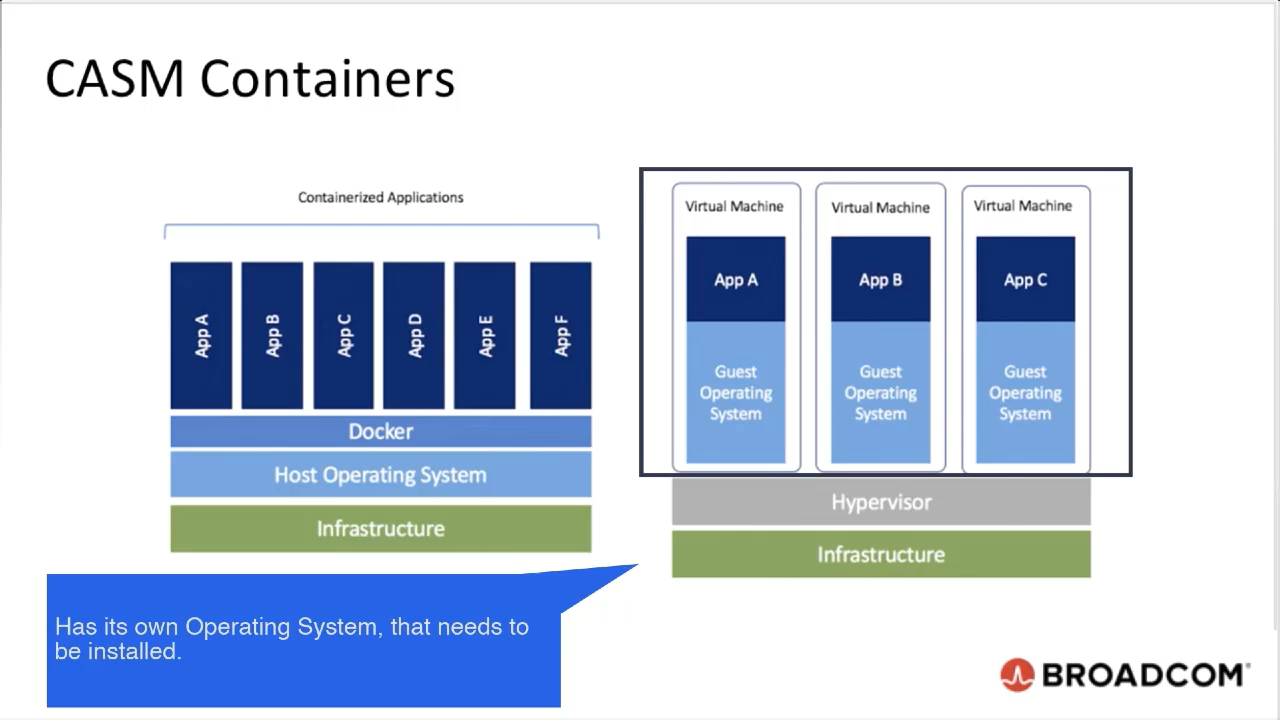 CASM Containers
Containerized Applications
App A
App B
App C
App D
App E
App F
Docker
Host Operating System
Infrastructure
Virtual Machine
App A
Guest
Operating
System
Virtual Machine
App B
Guest
Operating
System
Virtual Machine
App C
Guest
Operating
System
Hypervisor
Infrastructure
Has its own Operating System, that needs to
be installed.
BROADCOM®